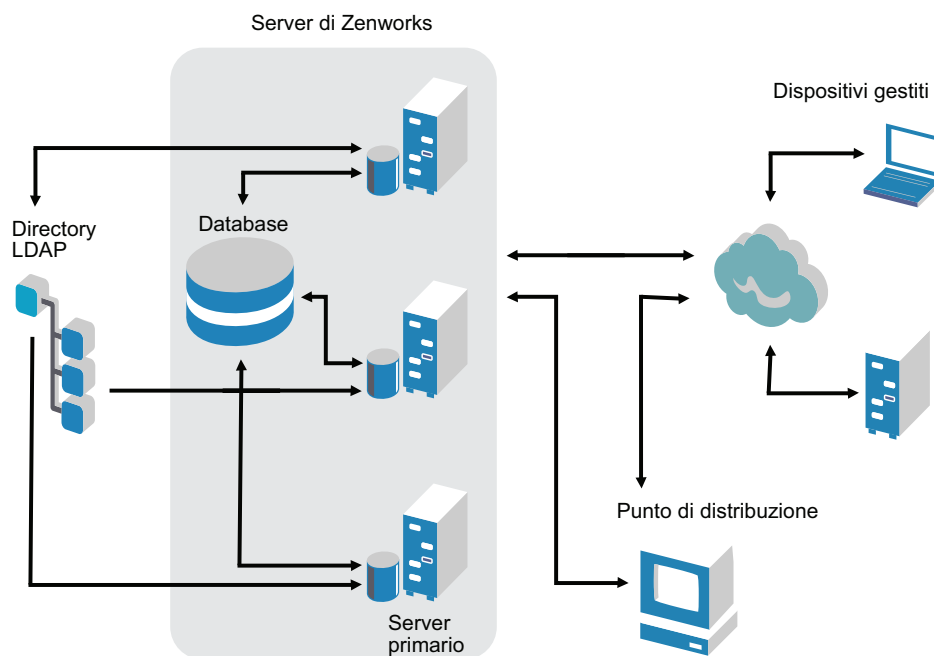 Server di Zenworks
Dispositivi gestiti
Directory
LDAP
Database
Punto di distribuzione
Server
primario